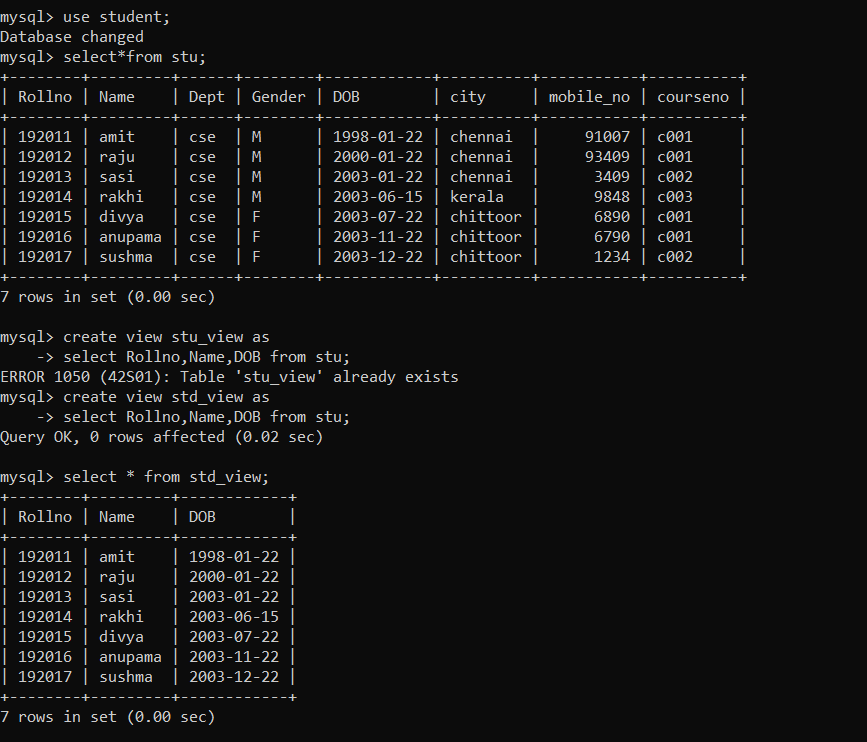 mysql> use student;
Database changed
mysql> select*from stu;
+--------+---------+------+--------+------------+----------+-----------+----------+
| Rollno | Name    | Dept | Gender | DOB        | city     | mobile_no | courseno |
+--------+---------+------+--------+------------+----------+-----------+----------+
| 192011 | amit    | cse  | M      | 1998-01-22 | chennai  |     91007 | c001     |
| 192012 | raju    | cse  | M      | 2000-01-22 | chennai  |     93409 | c001     |
| 192013 | sasi    | cse  | M      | 2003-01-22 | chennai  |      3409 | c002     |
| 192014 | rakhi   | cse  | M      | 2003-06-15 | kerala   |      9848 | c003     |
| 192015 | divya   | cse  | F      | 2003-07-22 | chittoor |      6890 | c001     |
| 192016 | anupama | cse  | F      | 2003-11-22 | chittoor |      6790 | c001     |
| 192017 | sushma  | cse  | F      | 2003-12-22 | chittoor |      1234 | c002     |
+--------+---------+------+--------+------------+----------+-----------+----------+
7 rows in set (0.00 sec)

mysql> create view stu_view as
    -> select Rollno,Name,DOB from stu;
ERROR 1050 (42S01): Table 'stu_view' already exists
mysql> create view std_view as
    -> select Rollno,Name,DOB from stu;
Query OK, 0 rows affected (0.02 sec)

mysql> select * from std_view;
+--------+---------+------------+
| Rollno | Name    | DOB        |
+--------+---------+------------+
| 192011 | amit    | 1998-01-22 |
| 192012 | raju    | 2000-01-22 |
| 192013 | sasi    | 2003-01-22 |
| 192014 | rakhi   | 2003-06-15 |
| 192015 | divya   | 2003-07-22 |
| 192016 | anupama | 2003-11-22 |
| 192017 | sushma  | 2003-12-22 |
+--------+---------+------------+
7 rows in set (0.00 sec)